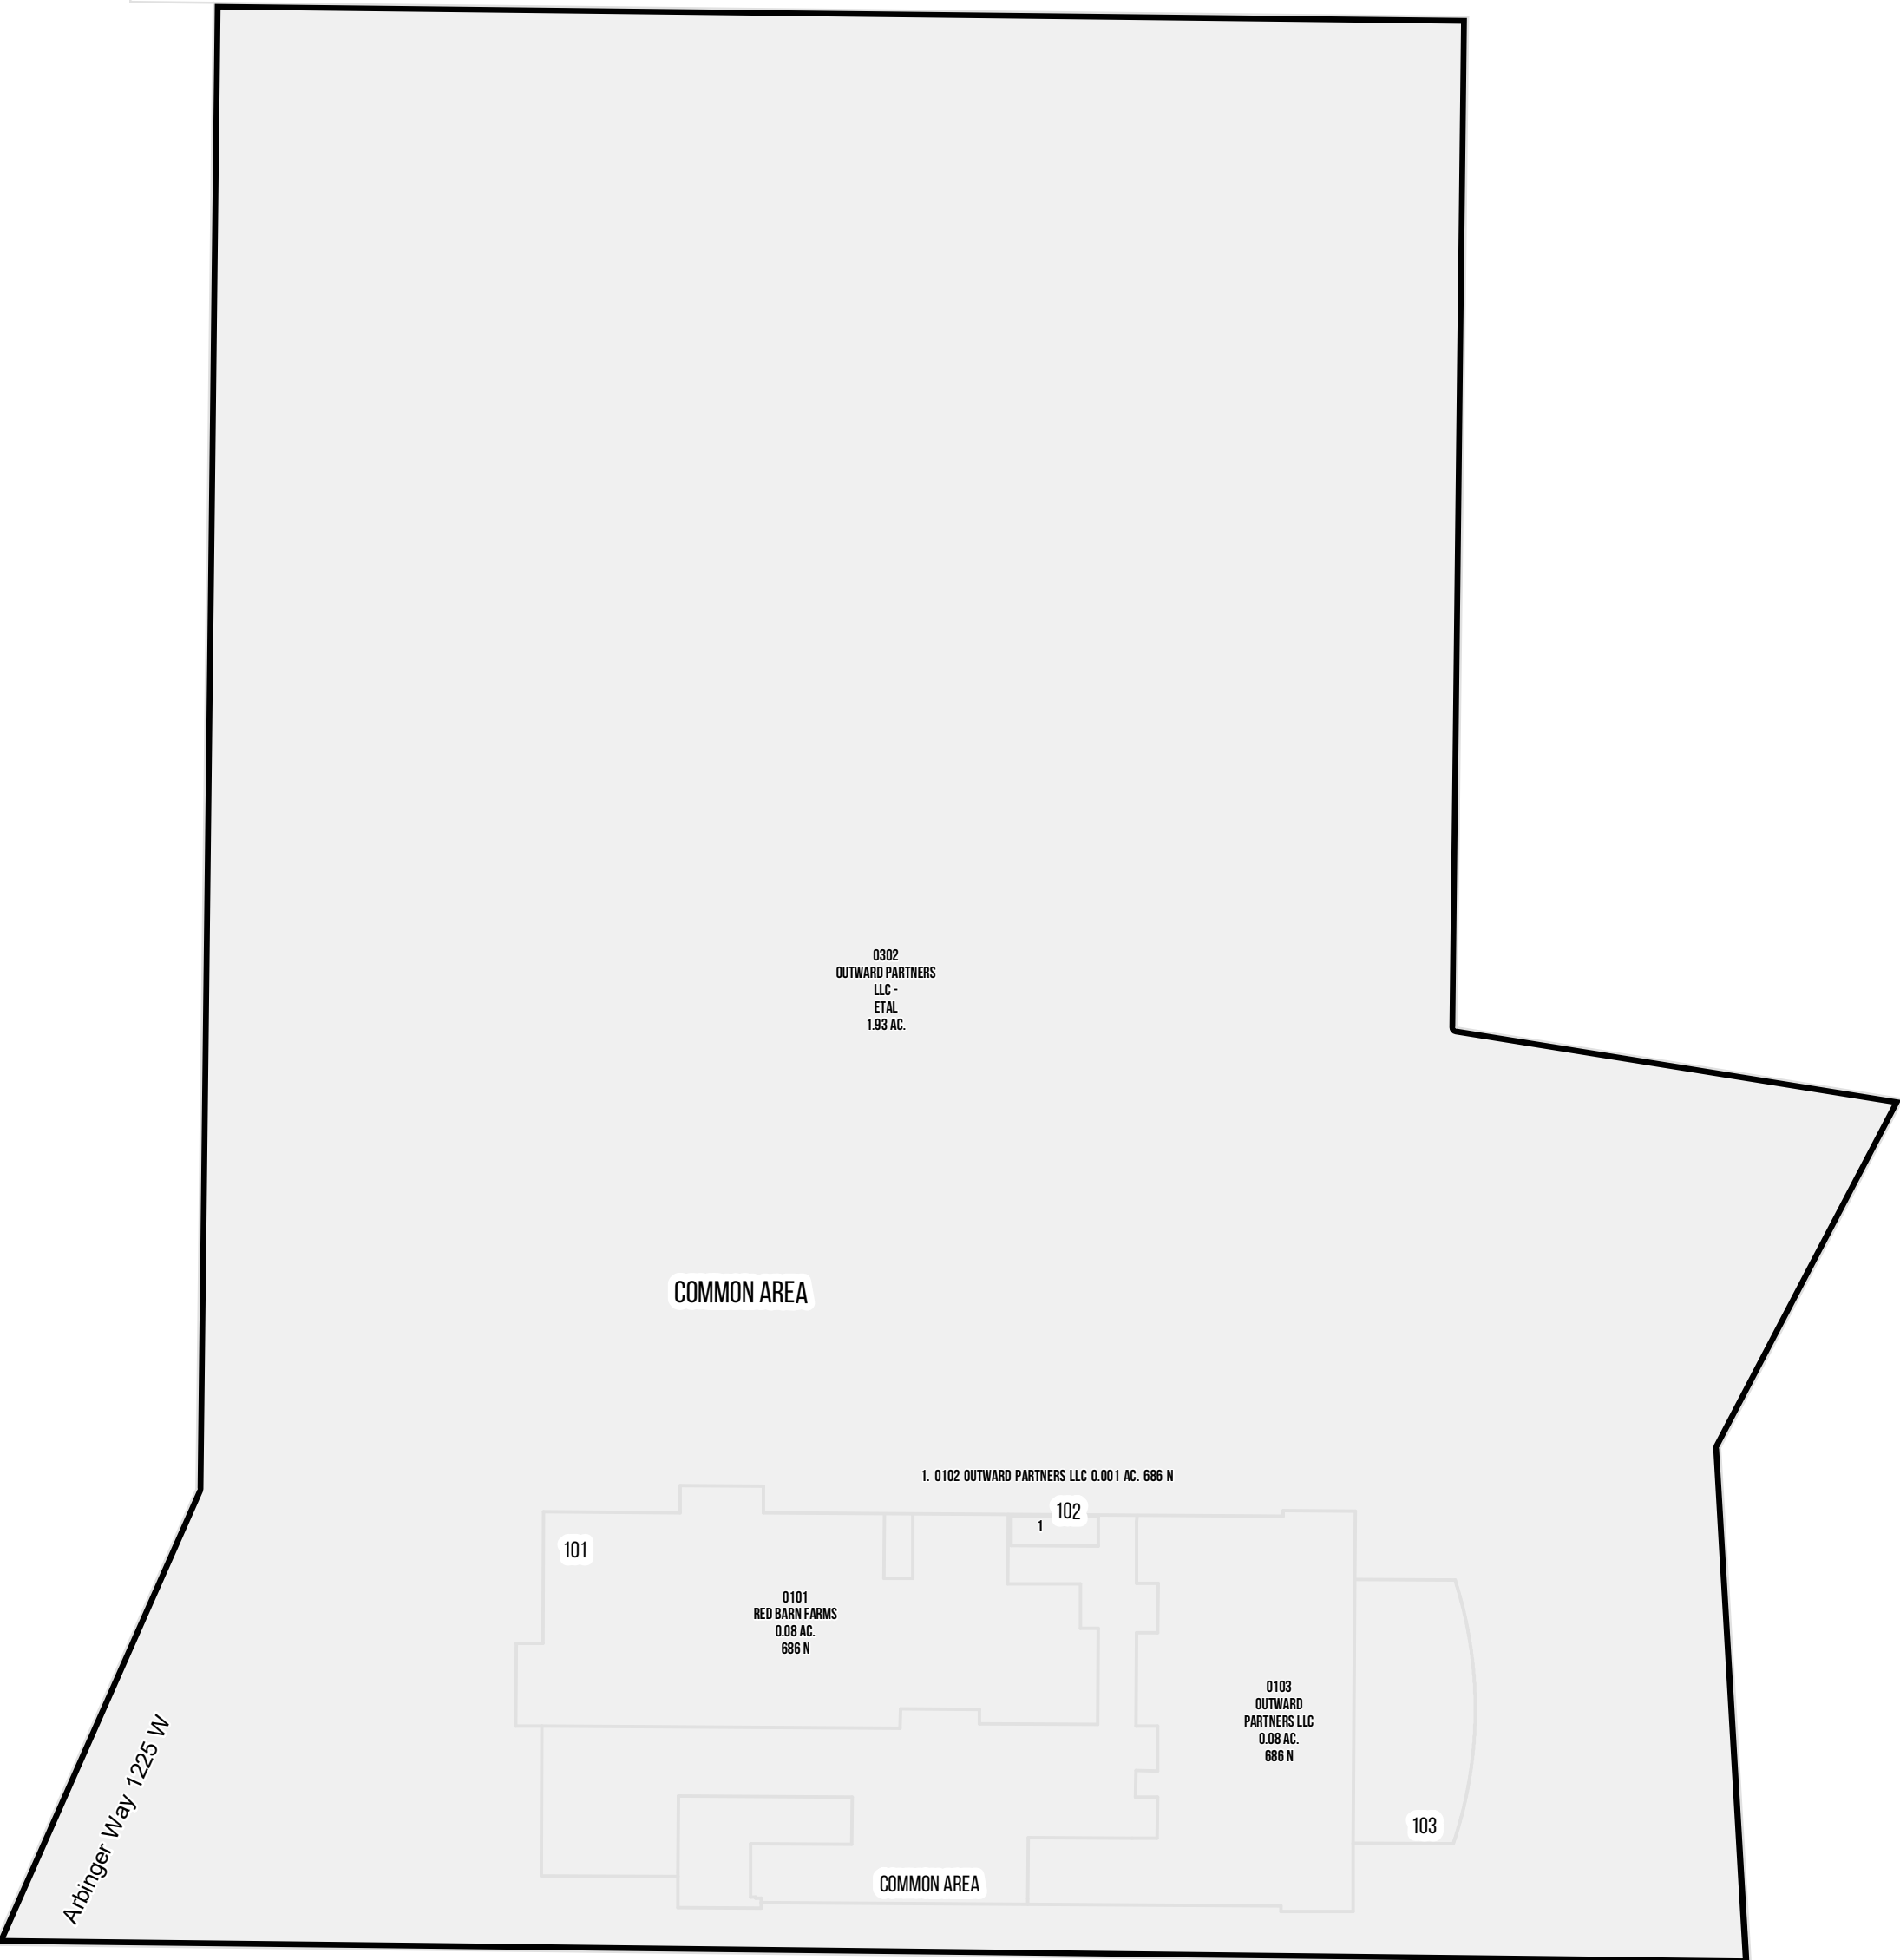 0302
OUTWARD PARTNERS
LLC -
ETAL
1.93 AC.
COMMON AREA
1. 0102 OUTWARD PARTNERS LLC 0.001 AC. 686 N
102
1
101
0101
RED BARN FARMS
0.08 AC.
686 N
0103
OUTWARD
PARTNERS LLC
0.08 AC.
686 N
Arbinger Way 1225 W
103
COMMON AREA